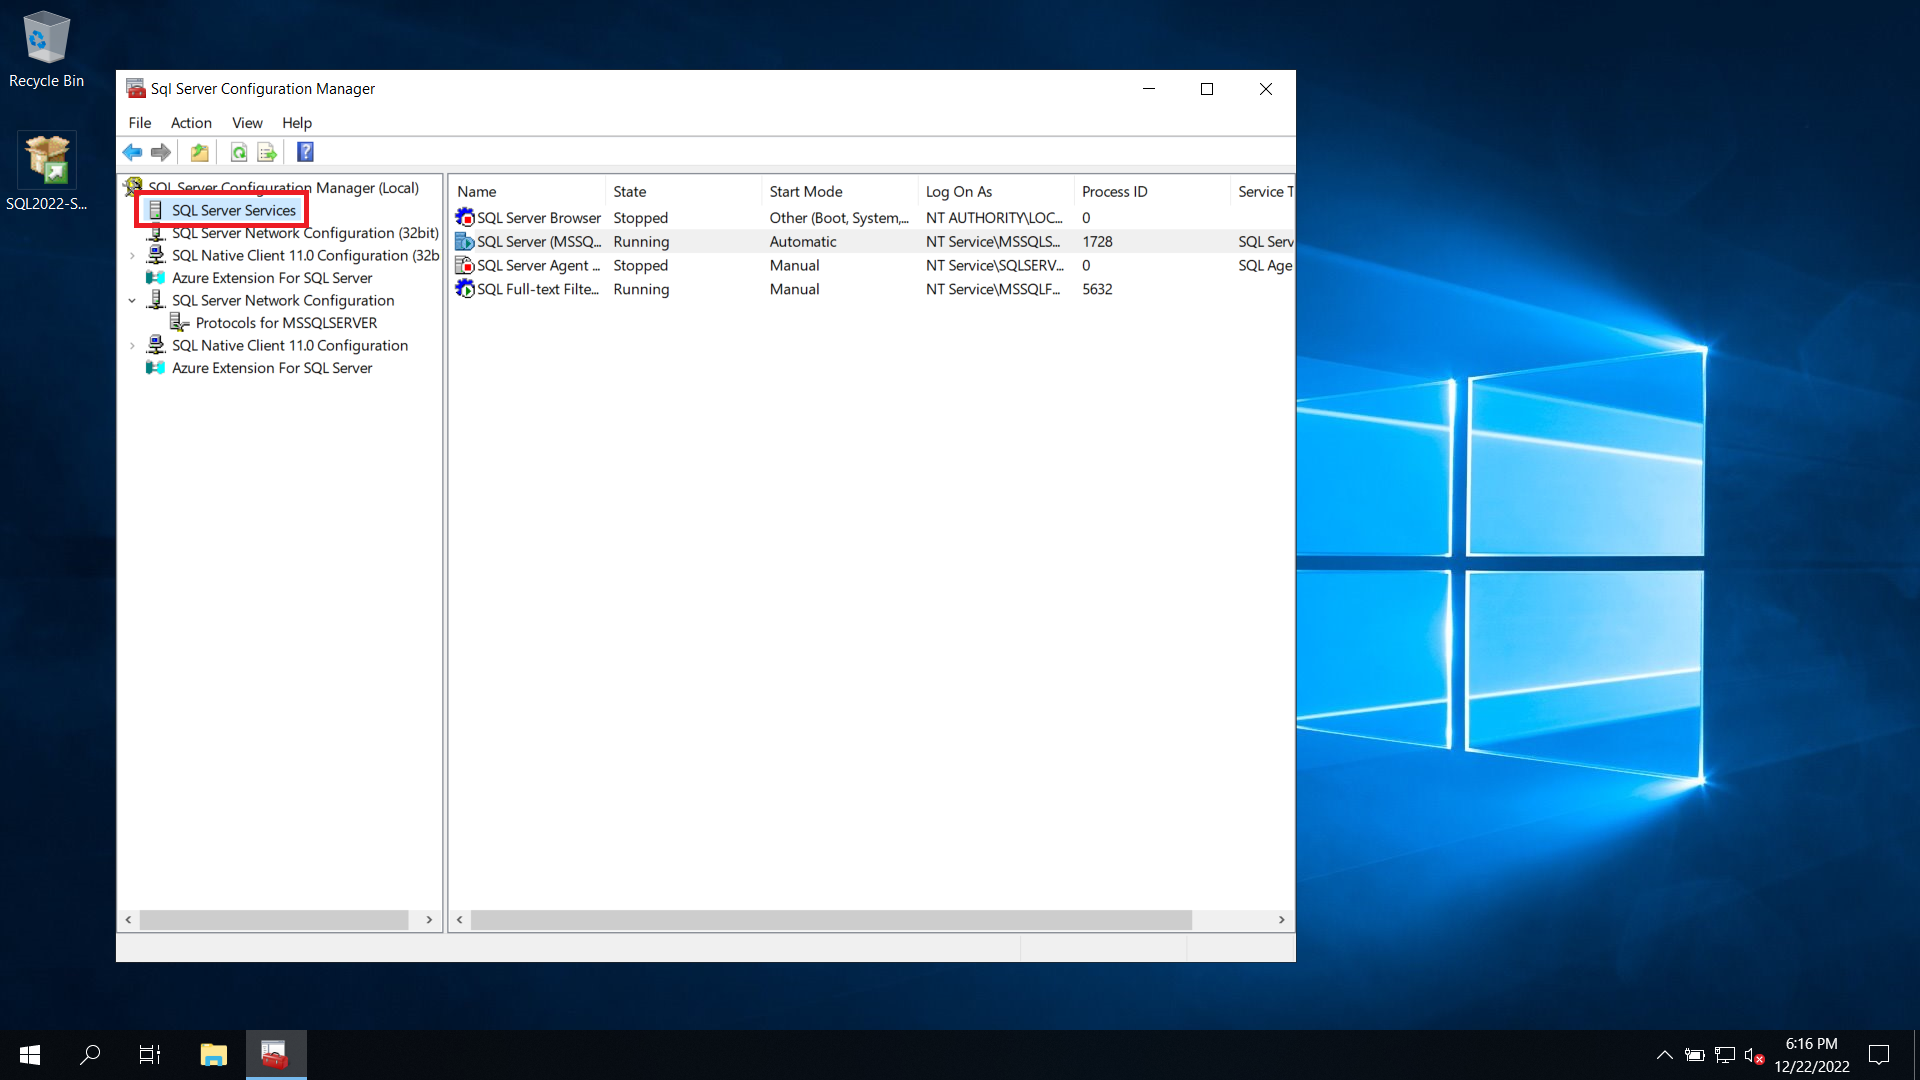 Recycle Bin
SQL2022-S...
Sql Server Configuration Manager
File Action View Help
SQL Server Configuration Manager (Local)
SQL Server Services
SQL Server Network Configuration (32bit)
SQL Native Client 11.0 Configuration (32b
Azure Extension For SQL Server
SQL Server Network Configuration
Protocols for MSSQLSERVER
SQL Native Client 11.0 Configuration
Azure Extension For SQL Server
Name State Start Mode Log On As Process ID Service T
SQL Server Browser Stopped Other (Boot, System,... NT AUTHORITY\LOC... 0
SQL Server (MSSQ... Running Automatic NT Service\MSSQLS... 1728 SQL Serv
SQL Server Agent ... Stopped Manual NT Service\SQLSERV... 0 SQL Age
SQL Full-text Filte... Running Manual NT Service\MSSQLF... 5632
6:16 PM
12/22/2022